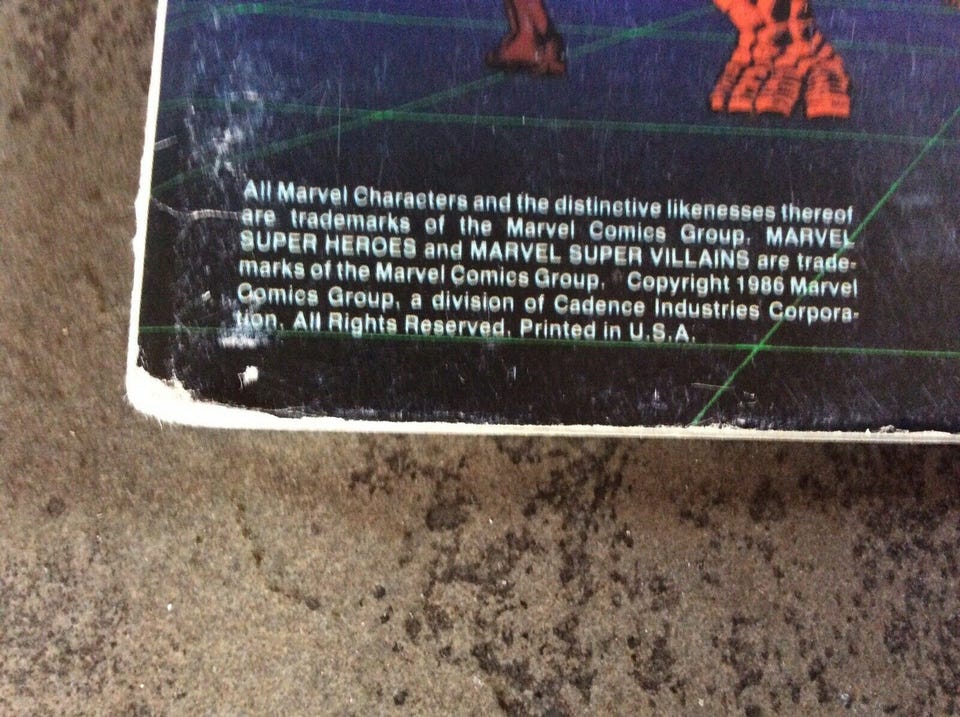 All Marvel Characters and the distinctive likenesses thereof
are trademarks of the Marvel Comics Group. MARVEL
SUPER HEROES and MARVEL SUPER VILLAINS are trade-
marks of the Marvel Comics Group. Copyright 1986 Marvel
Comics Group, a division of Cadence Industries Corpora-
tion. All Rights Reserved. Printed in U.S.A.